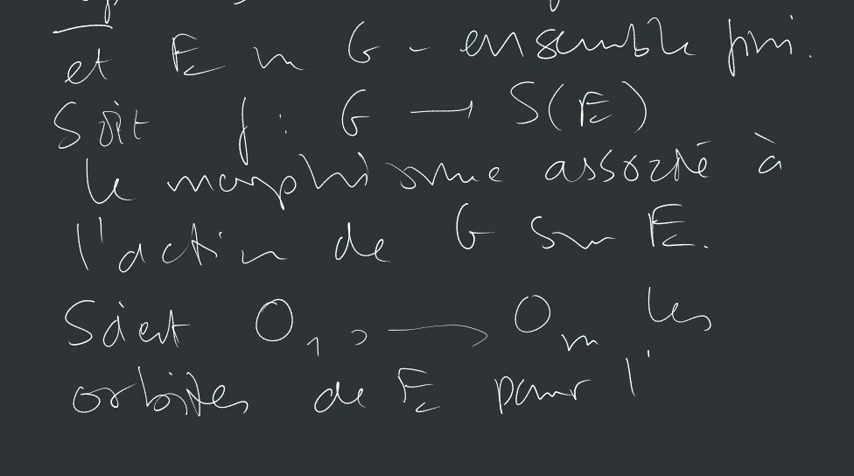 et E un G - ensemble fini.
Soit f : G → S(E)
le morphisme associé à
l'action de G sur E.
Soient O₁, ⟶ Oₘ les
orbites de E pour l'